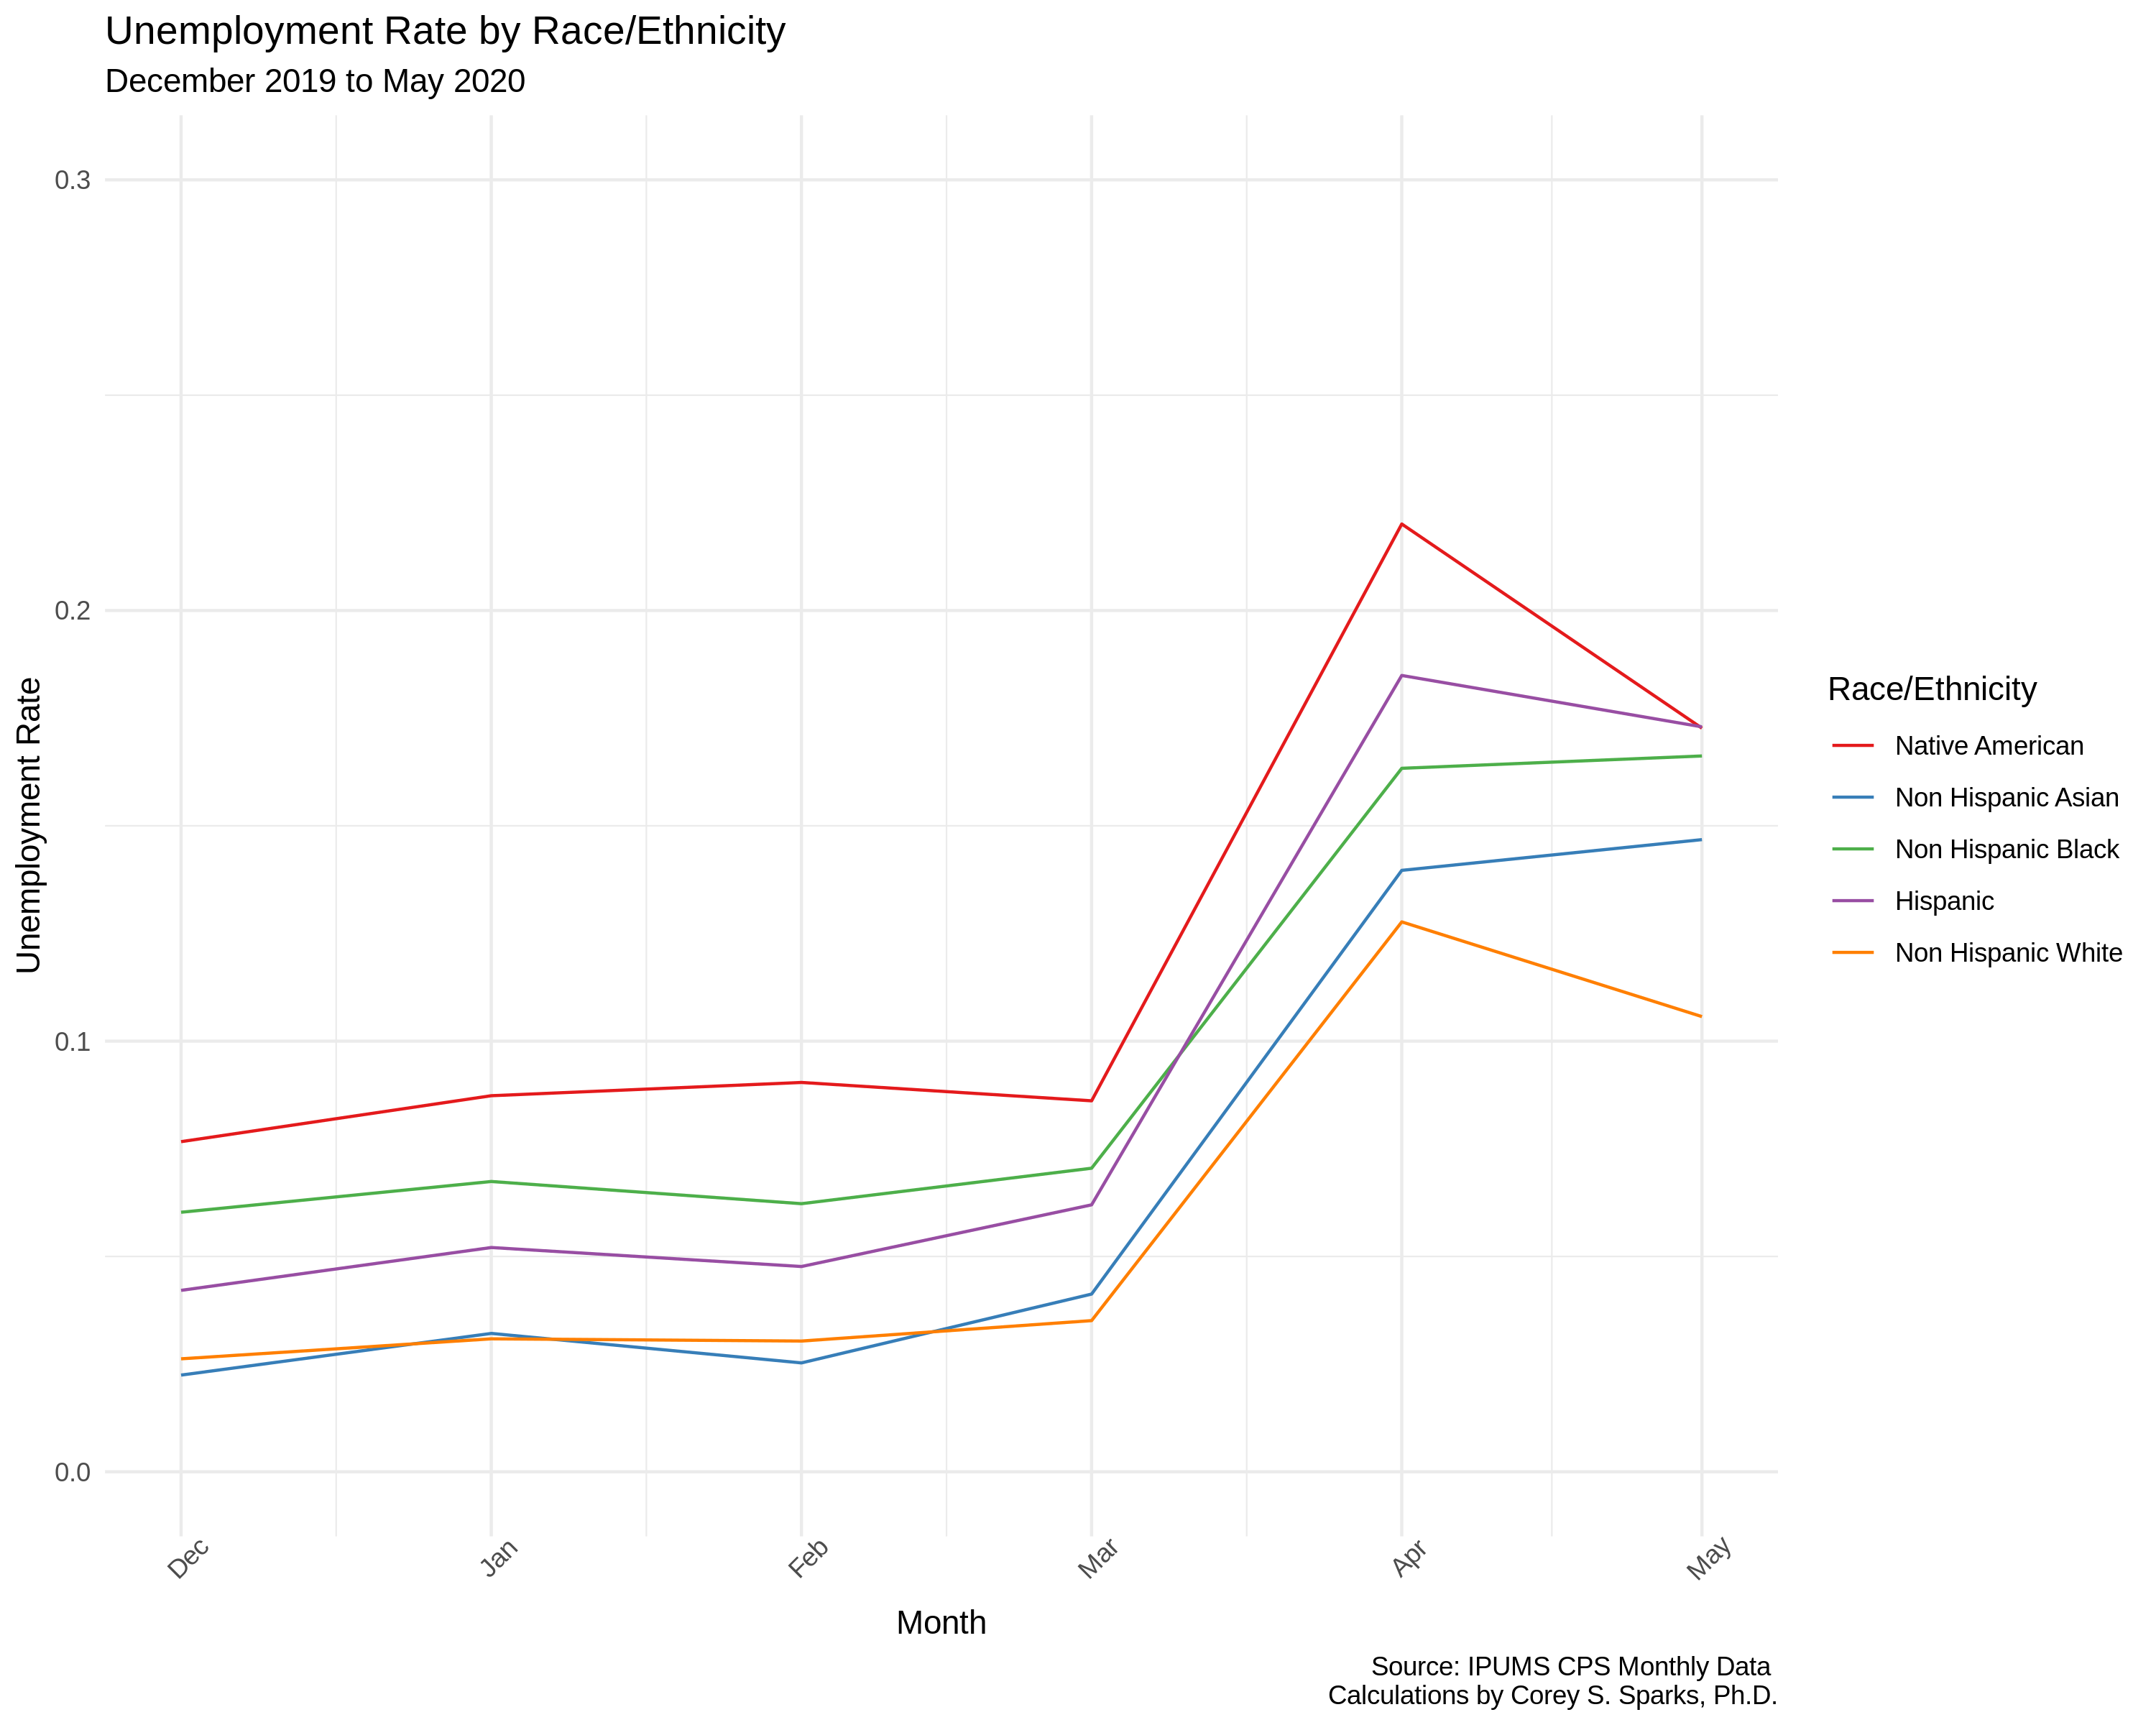 Unemployment Rate by Race/Ethnicity
December 2019 to May 2020
0.3
0.2
0.1
0.0
Unemployment Rate
Dec
Jan
Feb
Mar
Apr
May
Month
Race/Ethnicity
Native American
Non Hispanic Asian
Non Hispanic Black
Hispanic
Non Hispanic White
Source: IPUMS CPS Monthly Data
Calculations by Corey S. Sparks, Ph.D.